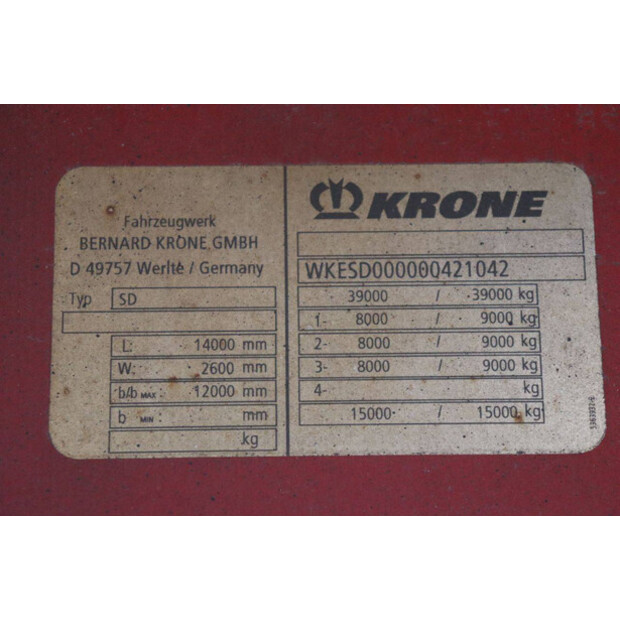 Fahrzeugwerk
BERNARD KRONE GMBH
D 49757 Werlte / Germany
Typ SD
L: 14000 mm
W: 2600 mm
b/b MAX: 12000 mm
b MIN: mm
kg
KRONE
WKESD000000421042
39000 / 39000 kg
1- 8000 / 9000 kg
2- 8000 / 9000 kg
3- 8000 / 9000 kg
4- kg
15000- / 15000 kg